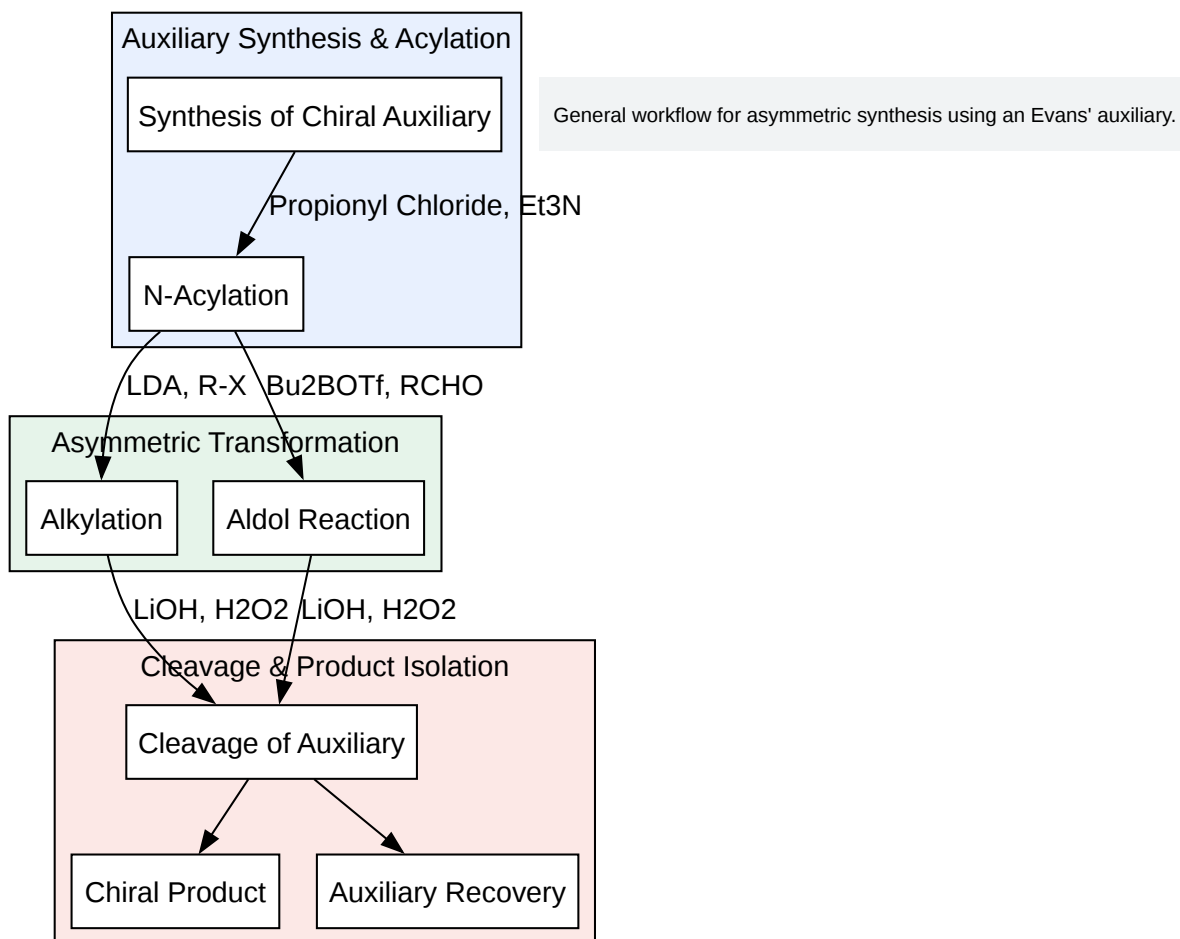 Auxiliary Synthesis & Acylation
Synthesis of Chiral Auxiliary
General workflow for asymmetric synthesis using an Evans' auxiliary.
Propionyl Chloride, Et3N
N-Acylation
LDA, R-X
Bu2BOTf, RCHO
Asymmetric Transformation
Alkylation
Aldol Reaction
LiOH, H2O2
LiOH, H2O2
Cleavage & Product Isolation
Cleavage of Auxiliary
Chiral Product
Auxiliary Recovery